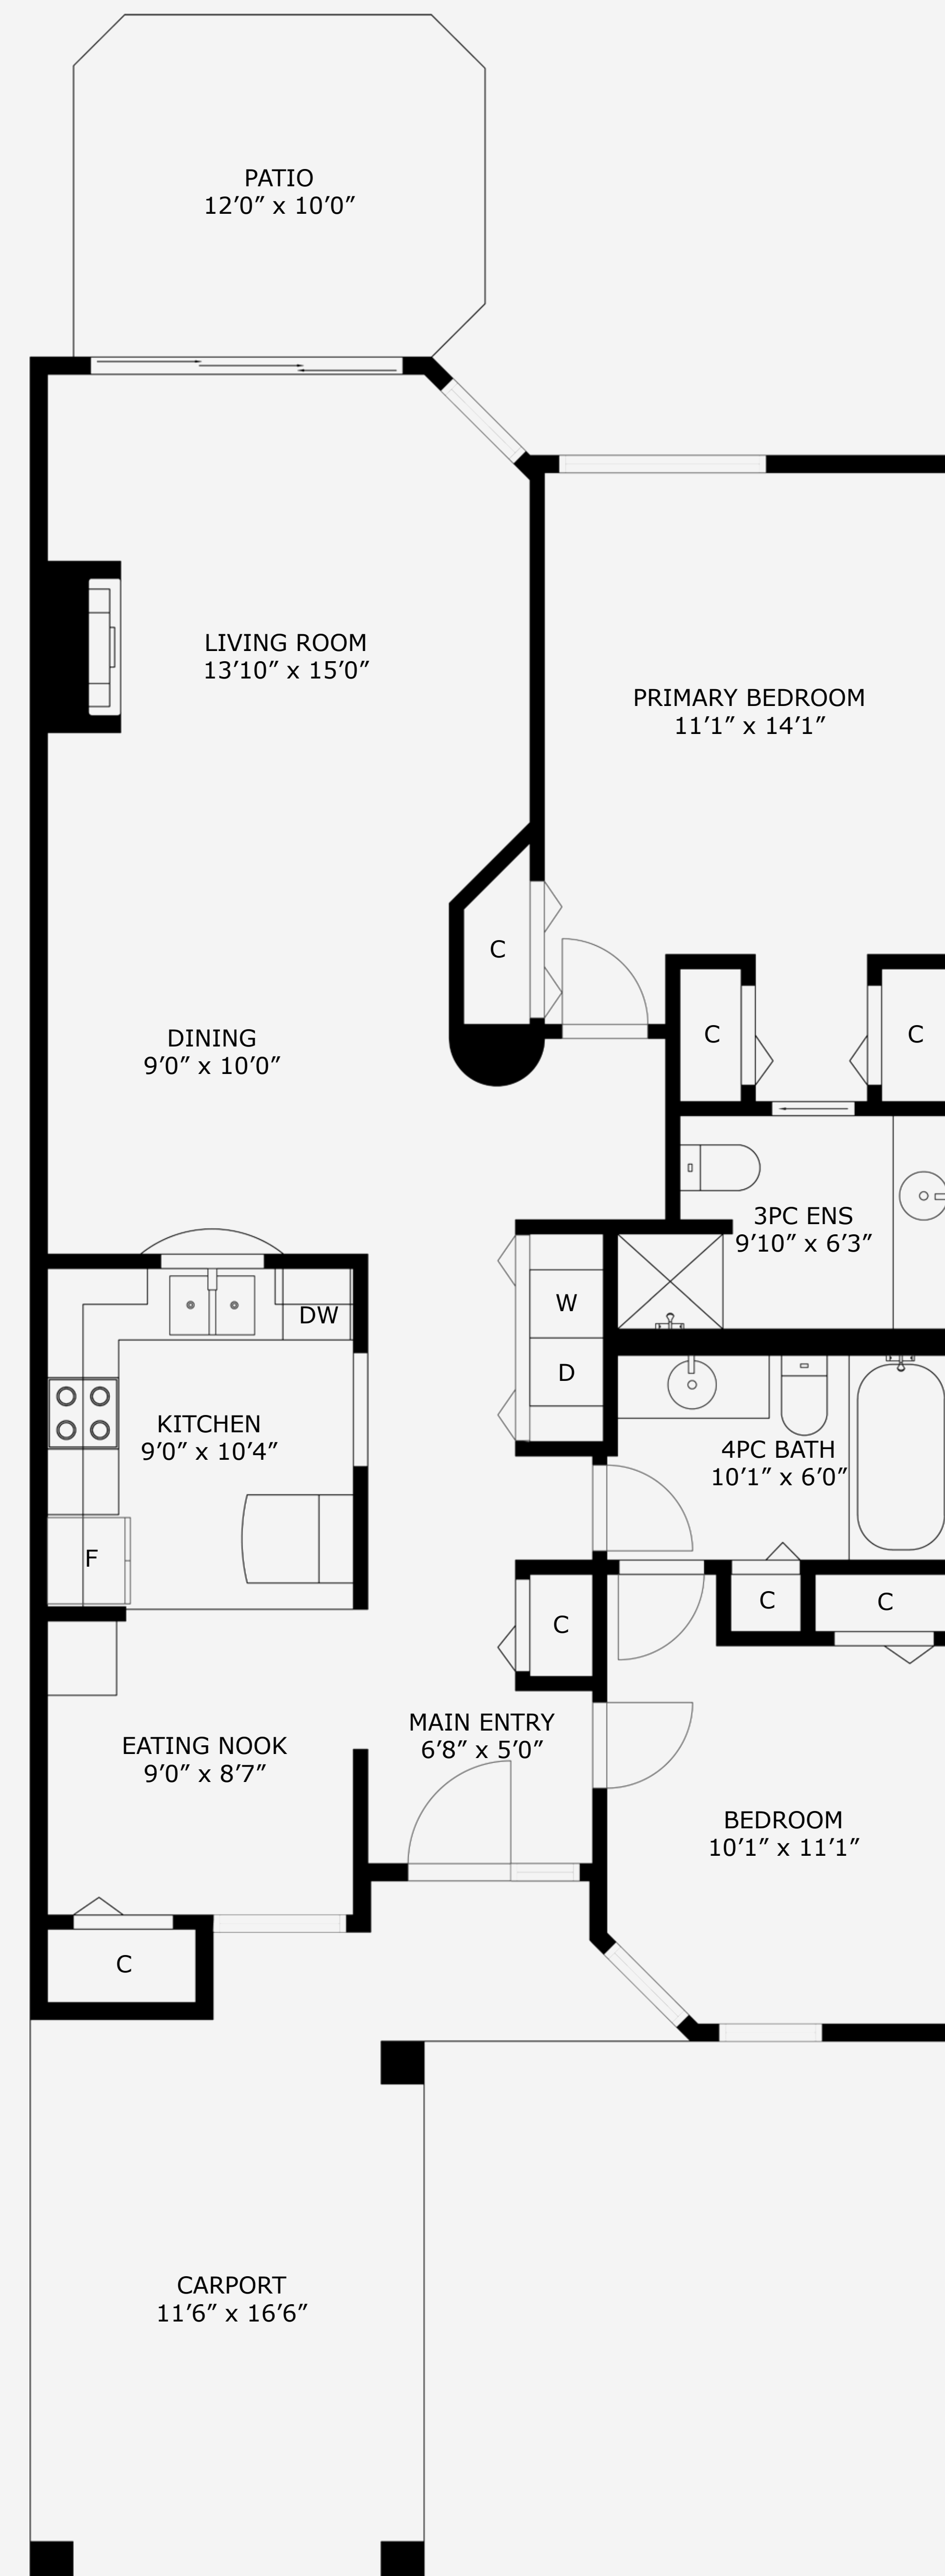 PATIO
12’0” x 10’0”
LIVING ROOM
13’10” x 15’0”
PRIMARY BEDROOM
11’1” x 14’1”
C
C
C
DINING
9’0” x 10’0”
3PC ENS
9’10” x 6’3”
W
DW
D
KITCHEN
9’0” x 10’4”
4PC BATH
10’1” x 6’0”
F
C
C
C
MAIN ENTRY
6’8” x 5’0”
EATING NOOK
9’0” x 8’7”
BEDROOM
10’1” x 11’1”
C
CARPORT
11’6” x 16’6”